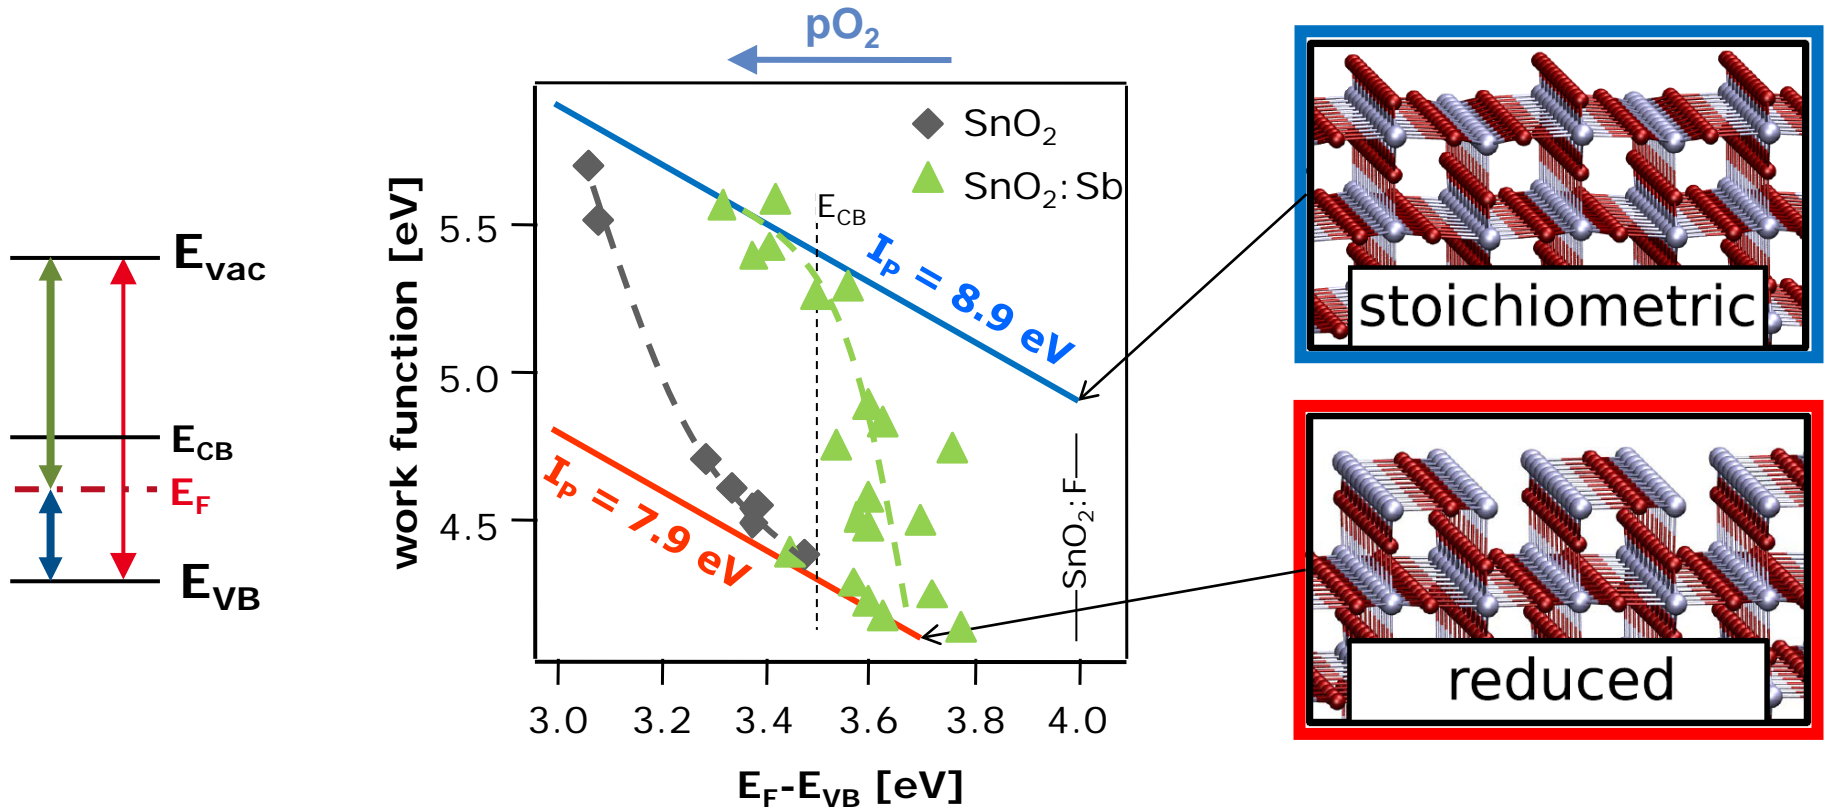 E_vac
E_CB
E_F
E_VB
pO₂
work function [eV]
5.5
5.0
4.5
SnO₂
SnO₂:Sb
E_CB
I_P = 8.9 eV
I_P = 7.9 eV
SnO₂:F
3.0 3.2 3.4 3.6 3.8 4.0
E_F-E_VB [eV]
stoichiometric
reduced